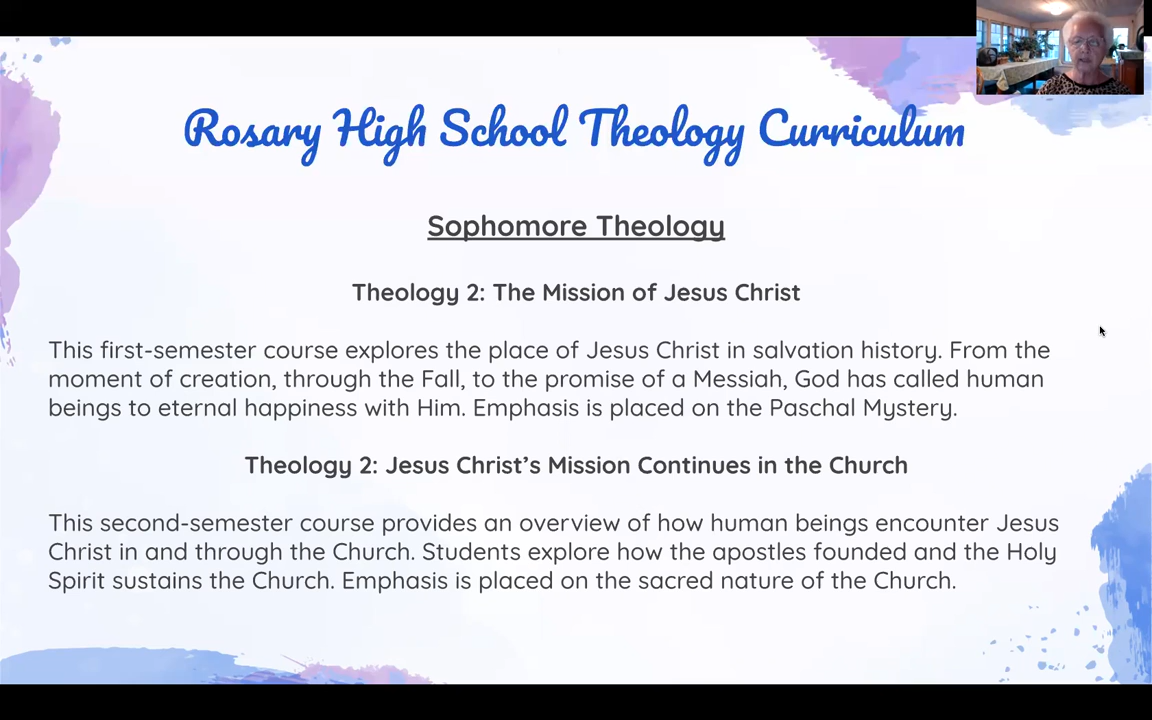 Rosary High School Theology Curriculum
Sophomore Theology
Theology 2: The Mission of Jesus Christ
This first-semester course explores the place of Jesus Christ in salvation history. From the
moment of creation, through the Fall, to the promise of a Messiah, God has called human
beings to eternal happiness with Him. Emphasis is placed on the Paschal Mystery.
Theology 2: Jesus Christ’s Mission Continues in the Church
This second-semester course provides an overview of how human beings encounter Jesus
Christ in and through the Church. Students explore how the apostles founded and the Holy
Spirit sustains the Church. Emphasis is placed on the sacred nature of the Church.